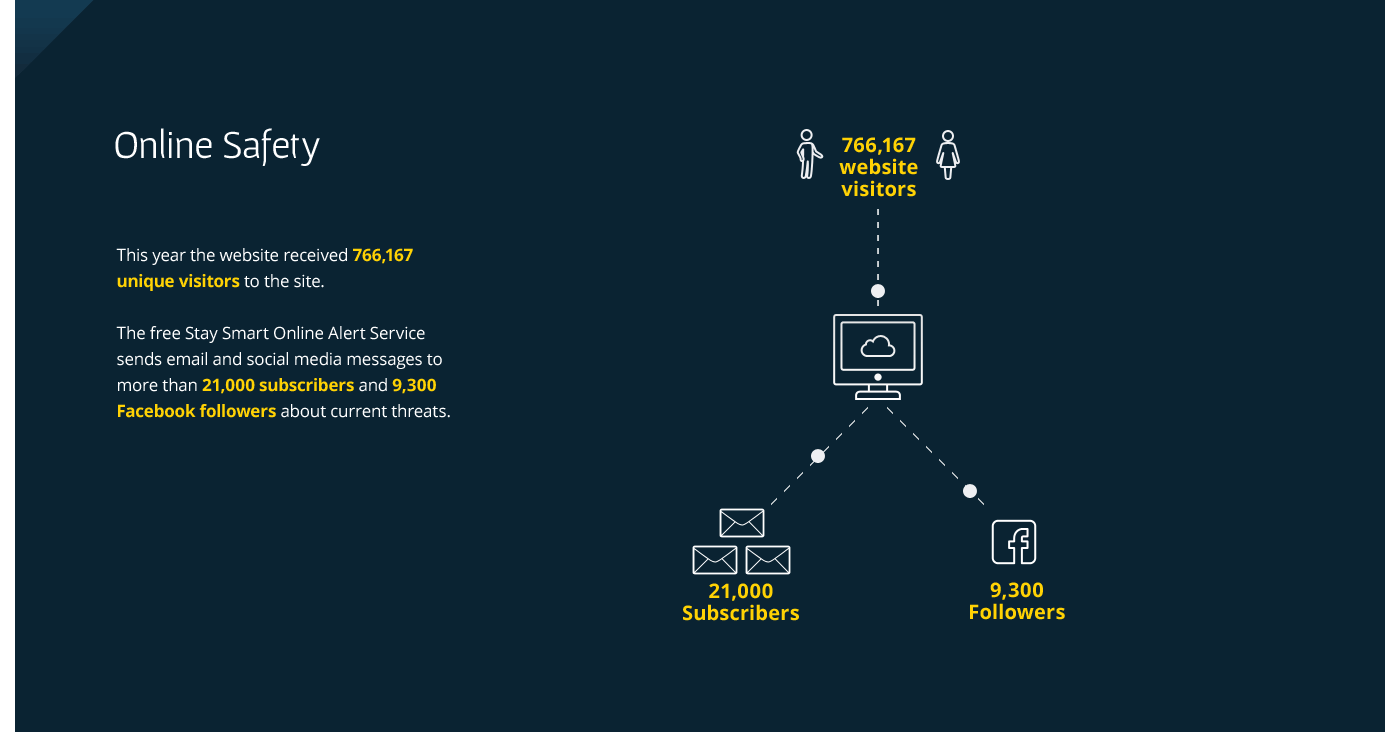 Online Safety
This year the website received 766,167
unique visitors to the site.
The free Stay Smart Online Alert Service
sends email and social media messages to
more than 21,000 subscribers and 9,300
Facebook followers about current threats.
766,167
website
visitors
21,000
Subscribers
9,300
Followers